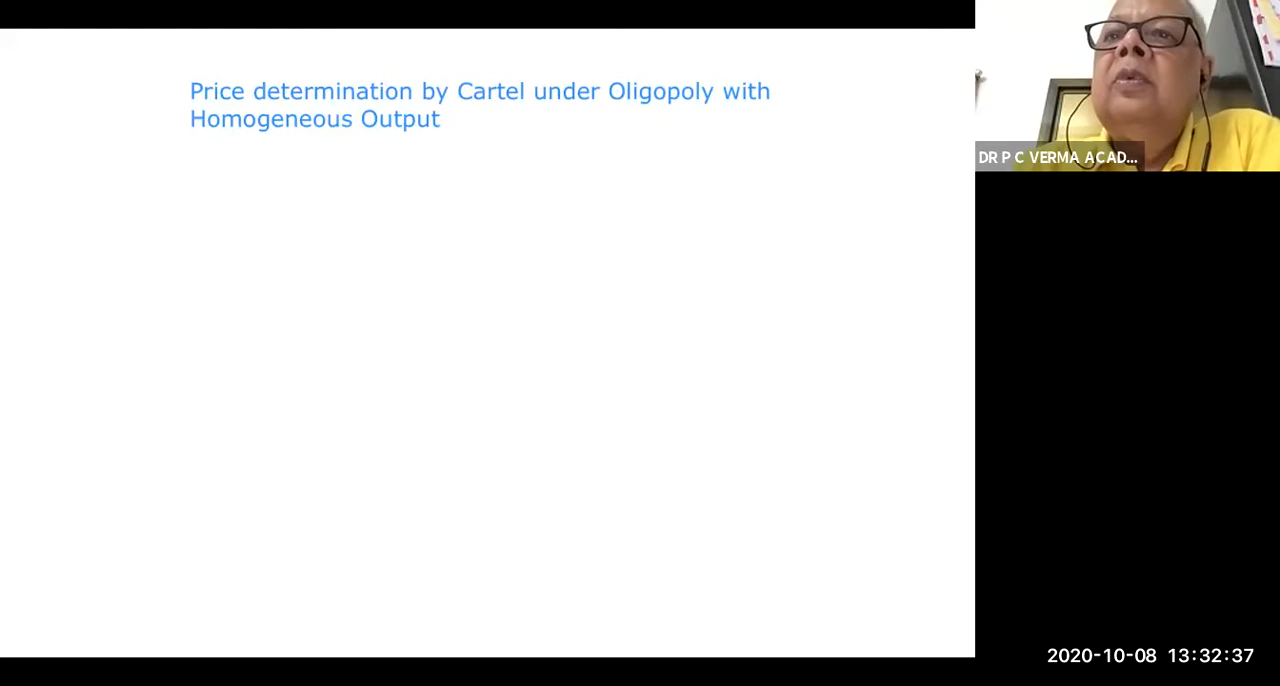 Price determination by Cartel under Oligopoly with
Homogeneous Output
DR P C VERMA ACAD...
2020-10-08 13:32:37